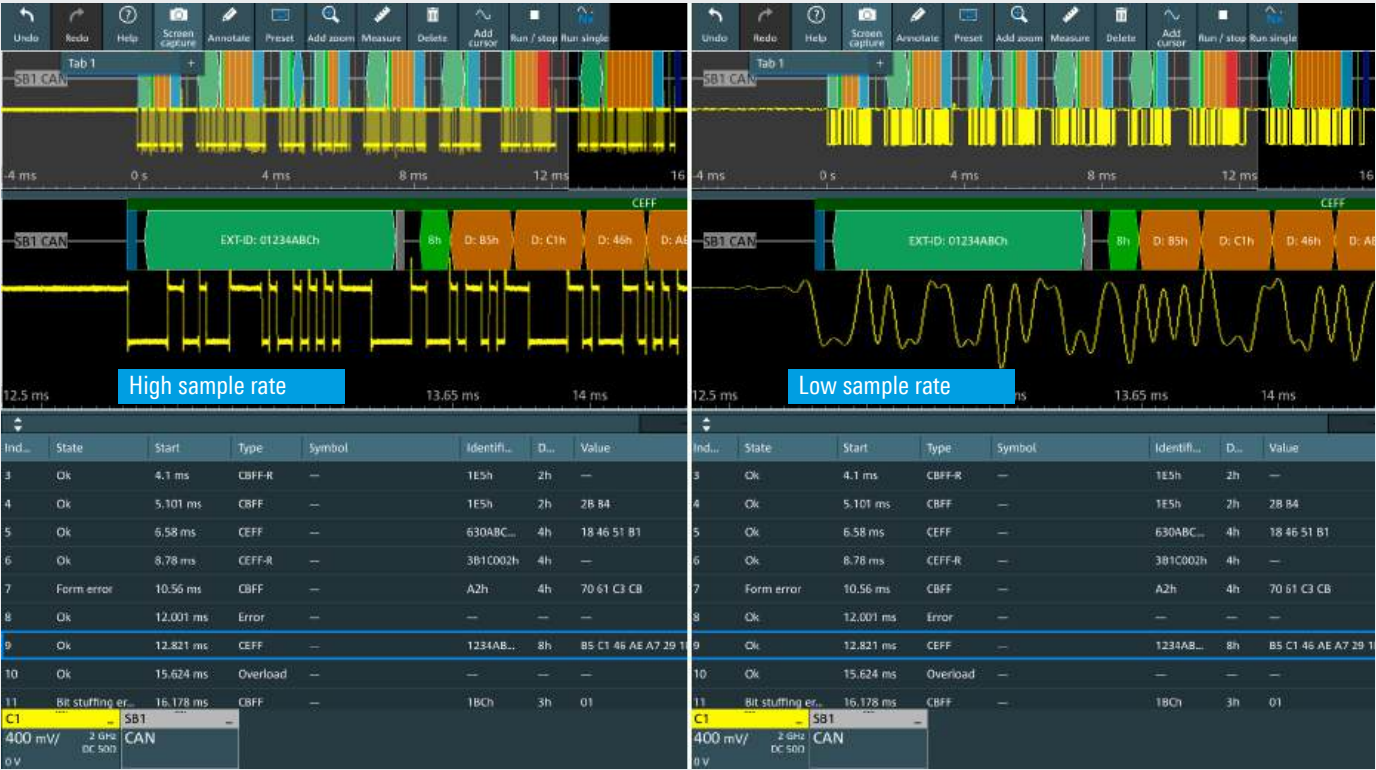 Undo Redo Help Screen capture Annotate Preset Add zoom Measure Delete Add cursor Run / stop Run single
Tab 1 +
SB1 CAN
-4 ms 0 s 4 ms 8 ms 12 ms 16
CEFF
SB1 CAN EXT-ID: 01234ABCh 8h D: B5h D: C1h D: 46h D: AE
High sample rate
12.5 ms 13.65 ms 14 ms
Ind... State Start Type Symbol Identifi... D... Value
3 Ok 4.1 ms CBFF-R — 1E5h 2h —
4 Ok 5.101 ms CBFF — 1E5h 2h 2B B4
5 Ok 6.58 ms CEFF — 630ABC... 4h 18 46 51 B1
6 Ok 8.78 ms CEFF-R — 3B1C002h 4h —
7 Form error 10.56 ms CBFF — A2h 4h 70 61 C3 CB
8 Ok 12.001 ms Error — — — —
9 Ok 12.821 ms CEFF — 1234AB... 8h B5 C1 46 AE A7 29 1
10 Ok 15.624 ms Overload — — — —
11 Bit stuffing er... 16.178 ms CBFF — 1BCh 3h 01
C1 SB1
400 mV/ 2 GHz CAN
DC 50Ω
0 V
Undo Redo Help Screen capture Annotate Preset Add zoom Measure Delete Add cursor Run / stop Run single
Tab 1 +
SB1 CAN
-4 ms 0 s 4 ms 8 ms 12 ms 16
CEFF
SB1 CAN EXT-ID: 01234ABCh 8h D: B5h D: C1h D: 46h D: AE
Low sample rate
12.5 ms ns 13.65 ms 14 ms
Ind... State Start Type Symbol Identifi... D... Value
3 Ok 4.1 ms CBFF-R — 1E5h 2h —
4 Ok 5.101 ms CBFF — 1E5h 2h 2B B4
5 Ok 6.58 ms CEFF — 630ABC... 4h 18 46 51 B1
6 Ok 8.78 ms CEFF-R — 3B1C002h 4h —
7 Form error 10.56 ms CBFF — A2h 4h 70 61 C3 CB
8 Ok 12.001 ms Error — — — —
9 Ok 12.821 ms CEFF — 1234AB... 8h B5 C1 46 AE A7 29 1
10 Ok 15.624 ms Overload — — — —
11 Bit stuffing er... 16.178 ms CBFF — 1BCh 3h 01
C1 SB1
400 mV/ 2 GHz CAN
DC 50Ω
0 V